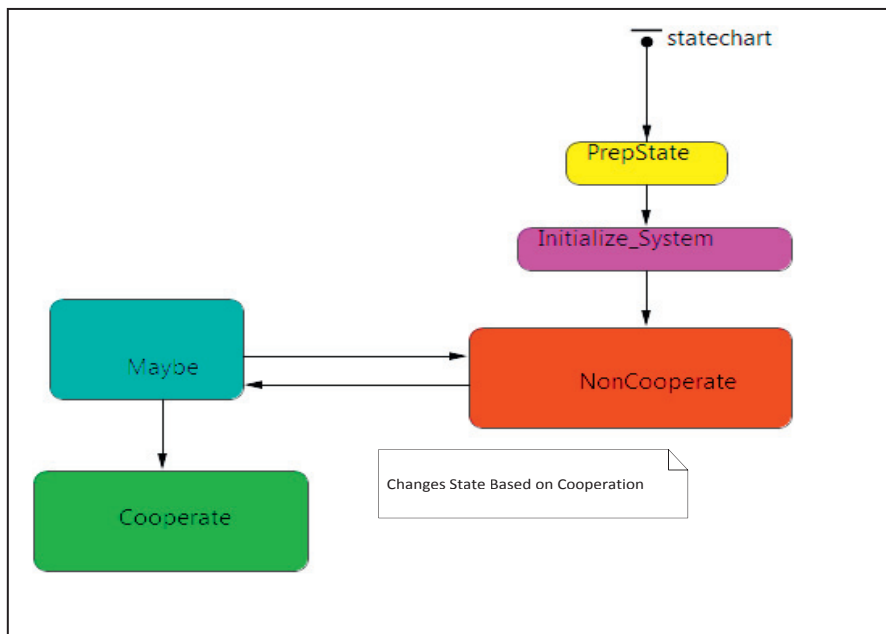 statechart
PrepState
Initialize_System
Maybe
NonCooperate
Changes State Based on Cooperation
Cooperate